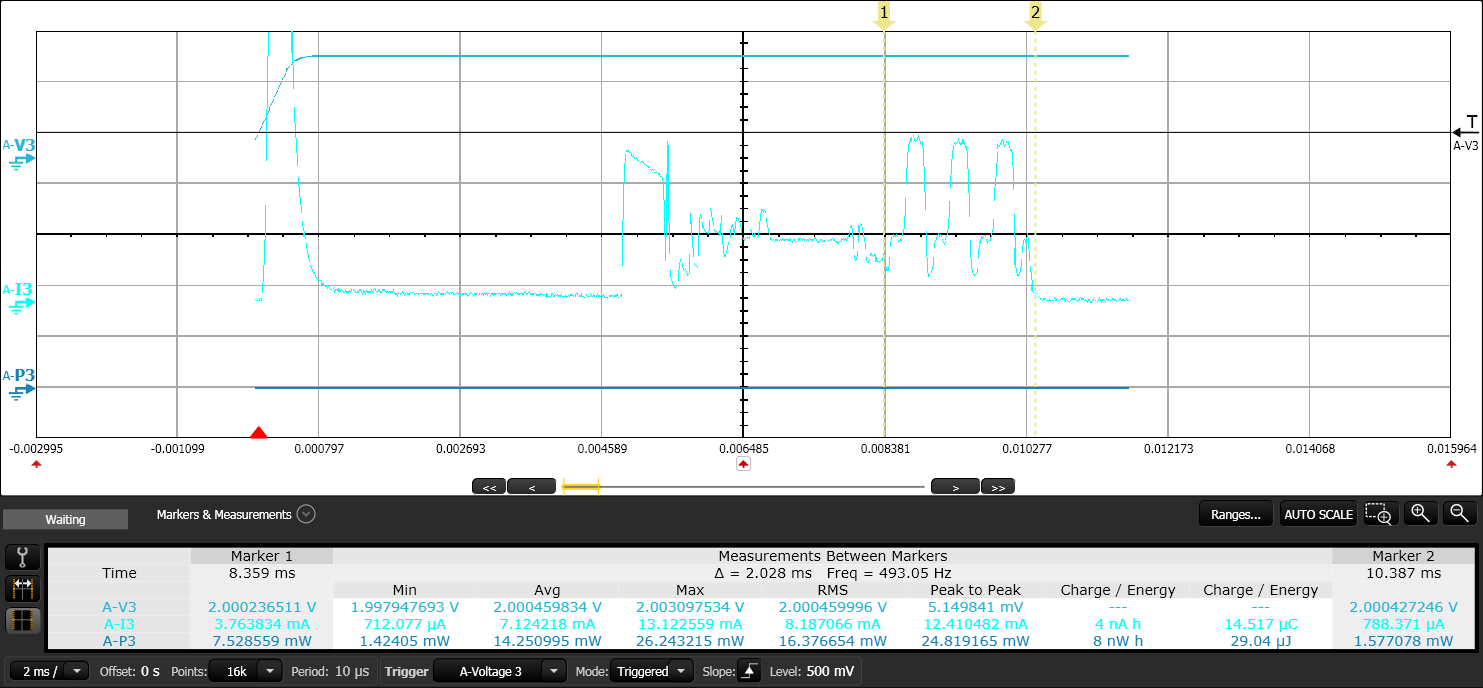 1 2
T
A-V3
A-V3
A-I3
A-P3
-0.002995 -0.001099 0.000797 0.002693 0.004589 0.006485 0.008381 0.010277 0.012173 0.014068 0.015964
<< < > >>
Waiting Markers & Measurements Ranges... AUTO SCALE
Marker 1 Measurements Between Markers Marker 2
Time 8.359 ms Δ = 2.028 ms Freq = 493.05 Hz 10.387 ms
Min Avg Max RMS Peak to Peak Charge / Energy Charge / Energy
A-V3 2.000236511 V 1.997947693 V 2.000459834 V 2.003097534 V 2.000459996 V 5.149841 mV --- --- 2.000427246 V
A-I3 3.763834 mA 712.077 µA 7.124218 mA 13.122559 mA 8.187066 mA 12.410482 mA 4 nA h 14.517 µC 788.371 µA
A-P3 7.528559 mW 1.42405 mW 14.250995 mW 26.243215 mW 16.376654 mW 24.819165 mW 8 nW h 29.04 µJ 1.577078 mW
2 ms / Offset: 0 s Points: 16k Period: 10 µs Trigger A-Voltage 3 Mode: Triggered Slope: Level: 500 mV